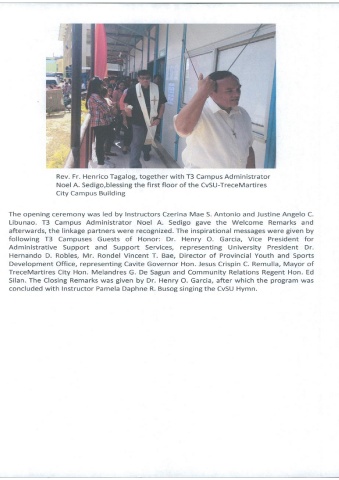 Rev. Fr. Henrico Tagalog, together with T3 Campus Administrator
Noel A. Sedigo,blessing the first floor of the CvSU-TreceMartires
City Campus Building
The opening ceremony was led by Instructors Czerina Mae S. Antonio and Justine Angelo C.
Libunao. T3 Campus Administrator Noel A. Sedigo gave the Welcome Remarks and
afterwards, the linkage partners were recognized. The inspirational messages were given by
following T3 Campuses Guests of Honor: Dr. Henry O. Garcia, Vice President for
Administrative Support and Support Services, representing University President Dr.
Hernando D. Robles, Mr. Rondel Vincent T. Bae, Director of Provincial Youth and Sports
Development Office, representing Cavite Governor Hon. Jesus Crispin C. Remulla, Mayor of
TreceMartires City Hon. Melandres G. De Sagun and Community Relations Regent Hon. Ed
Silan. The Closing Remarks was given by Dr. Henry O. Garcia, after which the program was
concluded with Instructor Pamela Daphne R. Busog singing the CvSU Hymn.